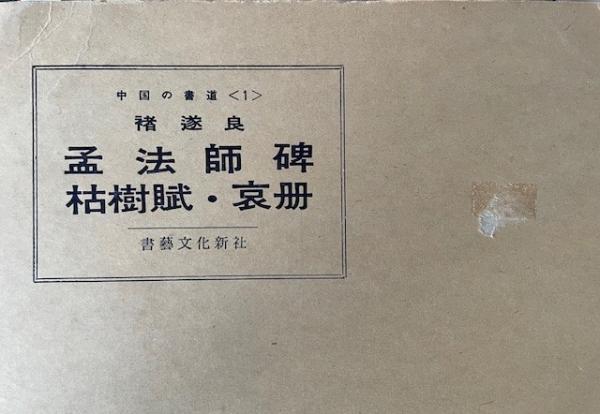 中国の書道〈1〉
褚遂良
孟法師碑
枯樹賦・哀册
書藝文化新社